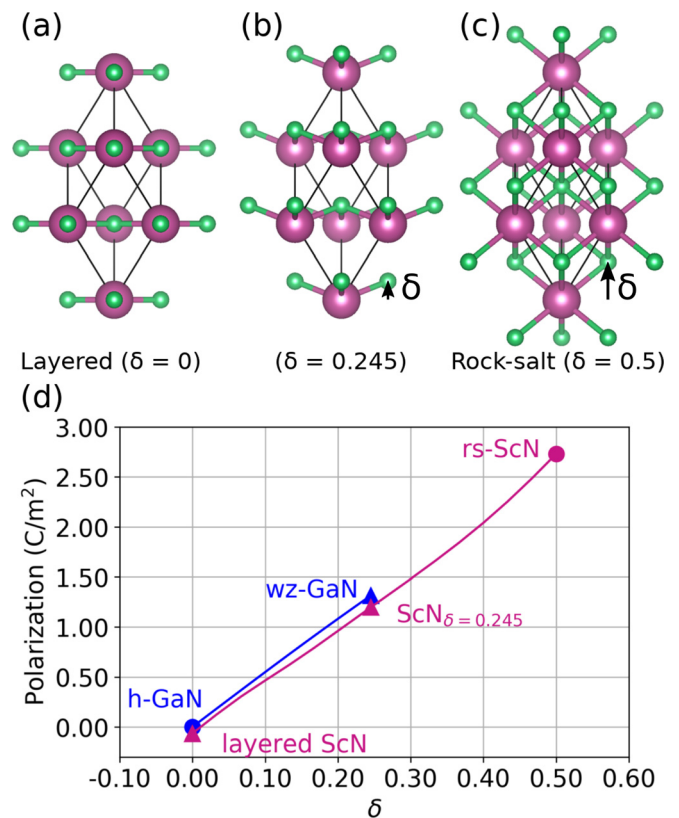 (a)
(b)
(c)
δ
δ
Layered (δ = 0)
(δ = 0.245)
Rock-salt (δ = 0.5)
(d)
3.00
2.50
2.00
1.50
1.00
0.50
0.00
Polarization (C/m²)
rs-ScN
wz-GaN
ScNδ = 0.245
h-GaN
layered ScN
-0.10 0.00 0.10 0.20 0.30 0.40 0.50 0.60
δ